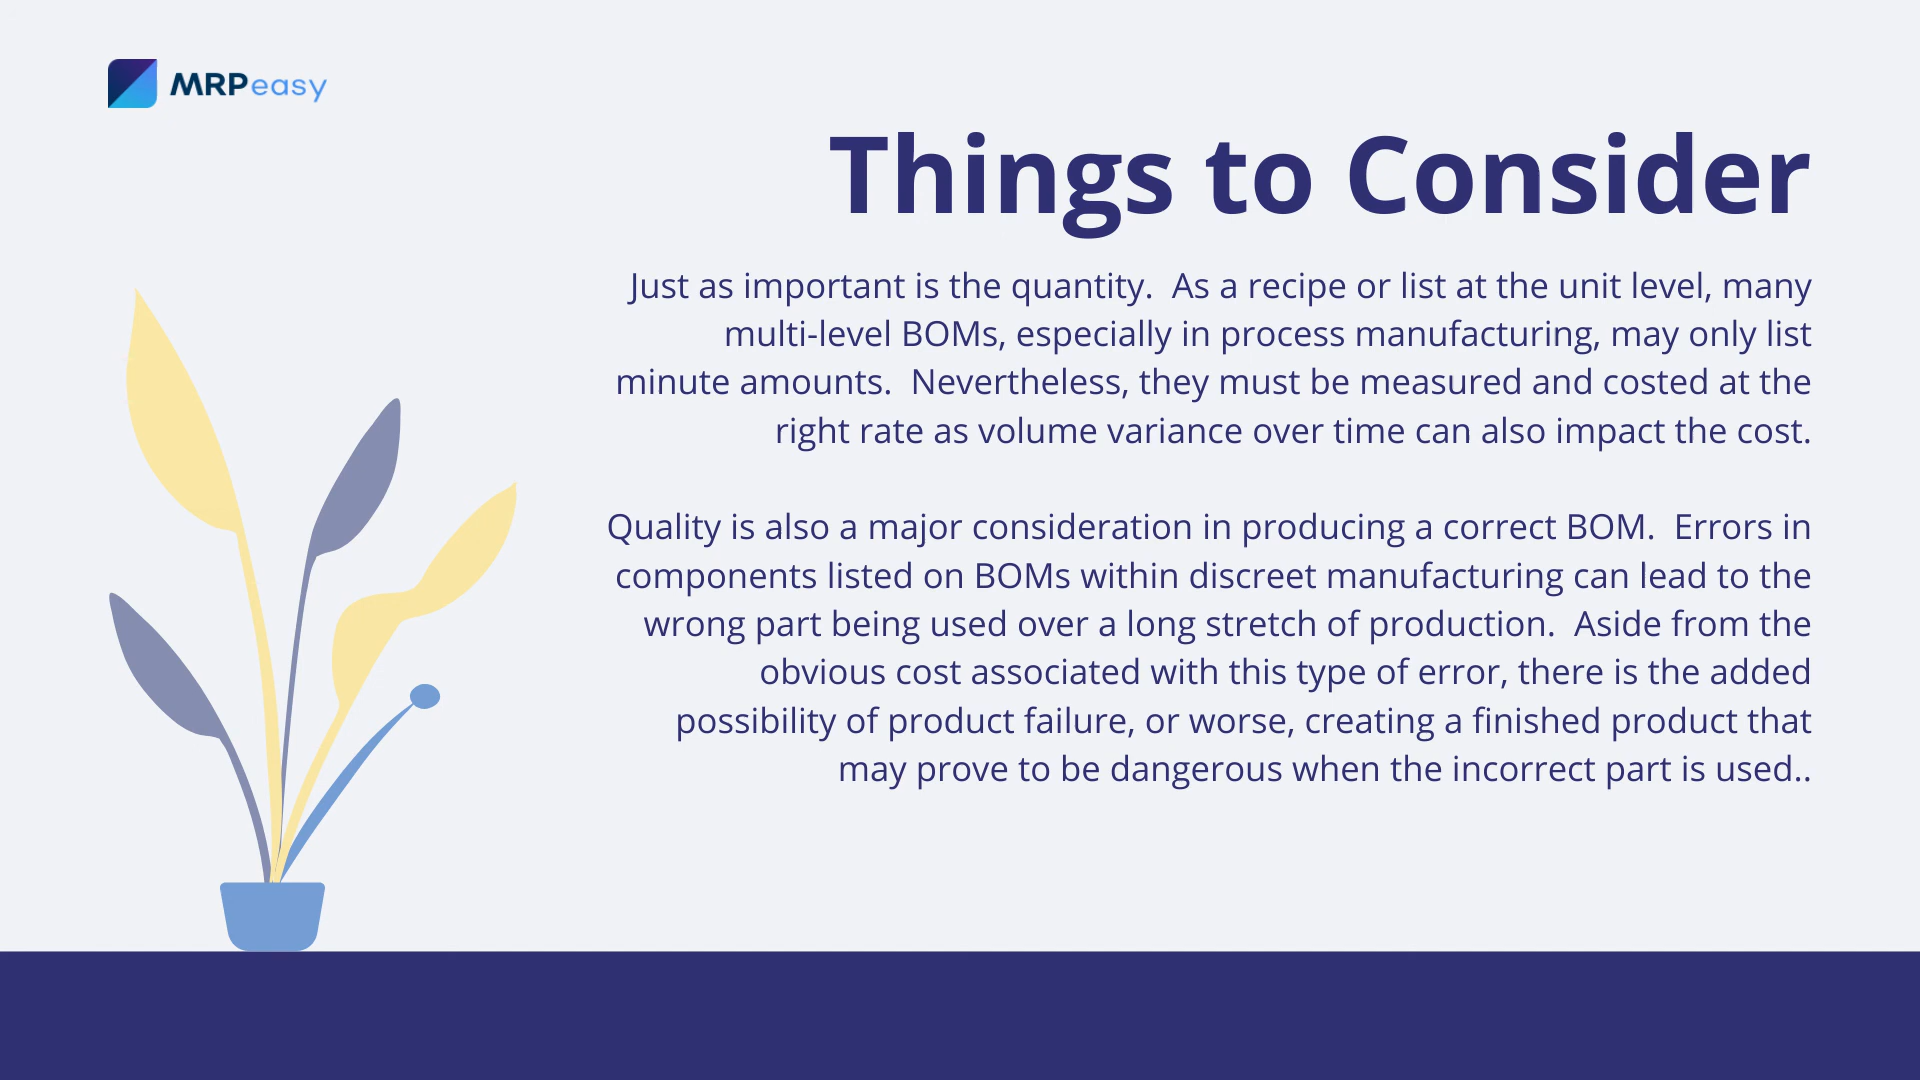 MRPeasy
Things to Consider
Just as important is the quantity.  As a recipe or list at the unit level, many
multi-level BOMs, especially in process manufacturing, may only list
minute amounts.  Nevertheless, they must be measured and costed at the
right rate as volume variance over time can also impact the cost.
Quality is also a major consideration in producing a correct BOM.  Errors in
components listed on BOMs within discreet manufacturing can lead to the
wrong part being used over a long stretch of production.  Aside from the
obvious cost associated with this type of error, there is the added
possibility of product failure, or worse, creating a finished product that
may prove to be dangerous when the incorrect part is used..